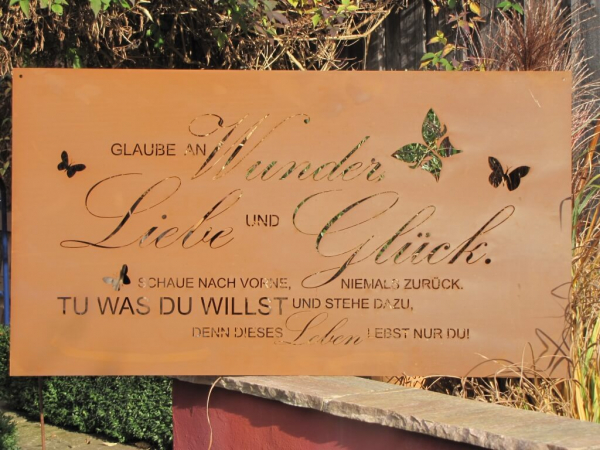 GLAUBE AN Wunder,
Liebe UND Glück.
SCHAUE NACH VORNE, NIEMALS ZURÜCK.
TU WAS DU WILLST UND STEHE DAZU,
DENN DIESES Leben LEBST NUR DU!